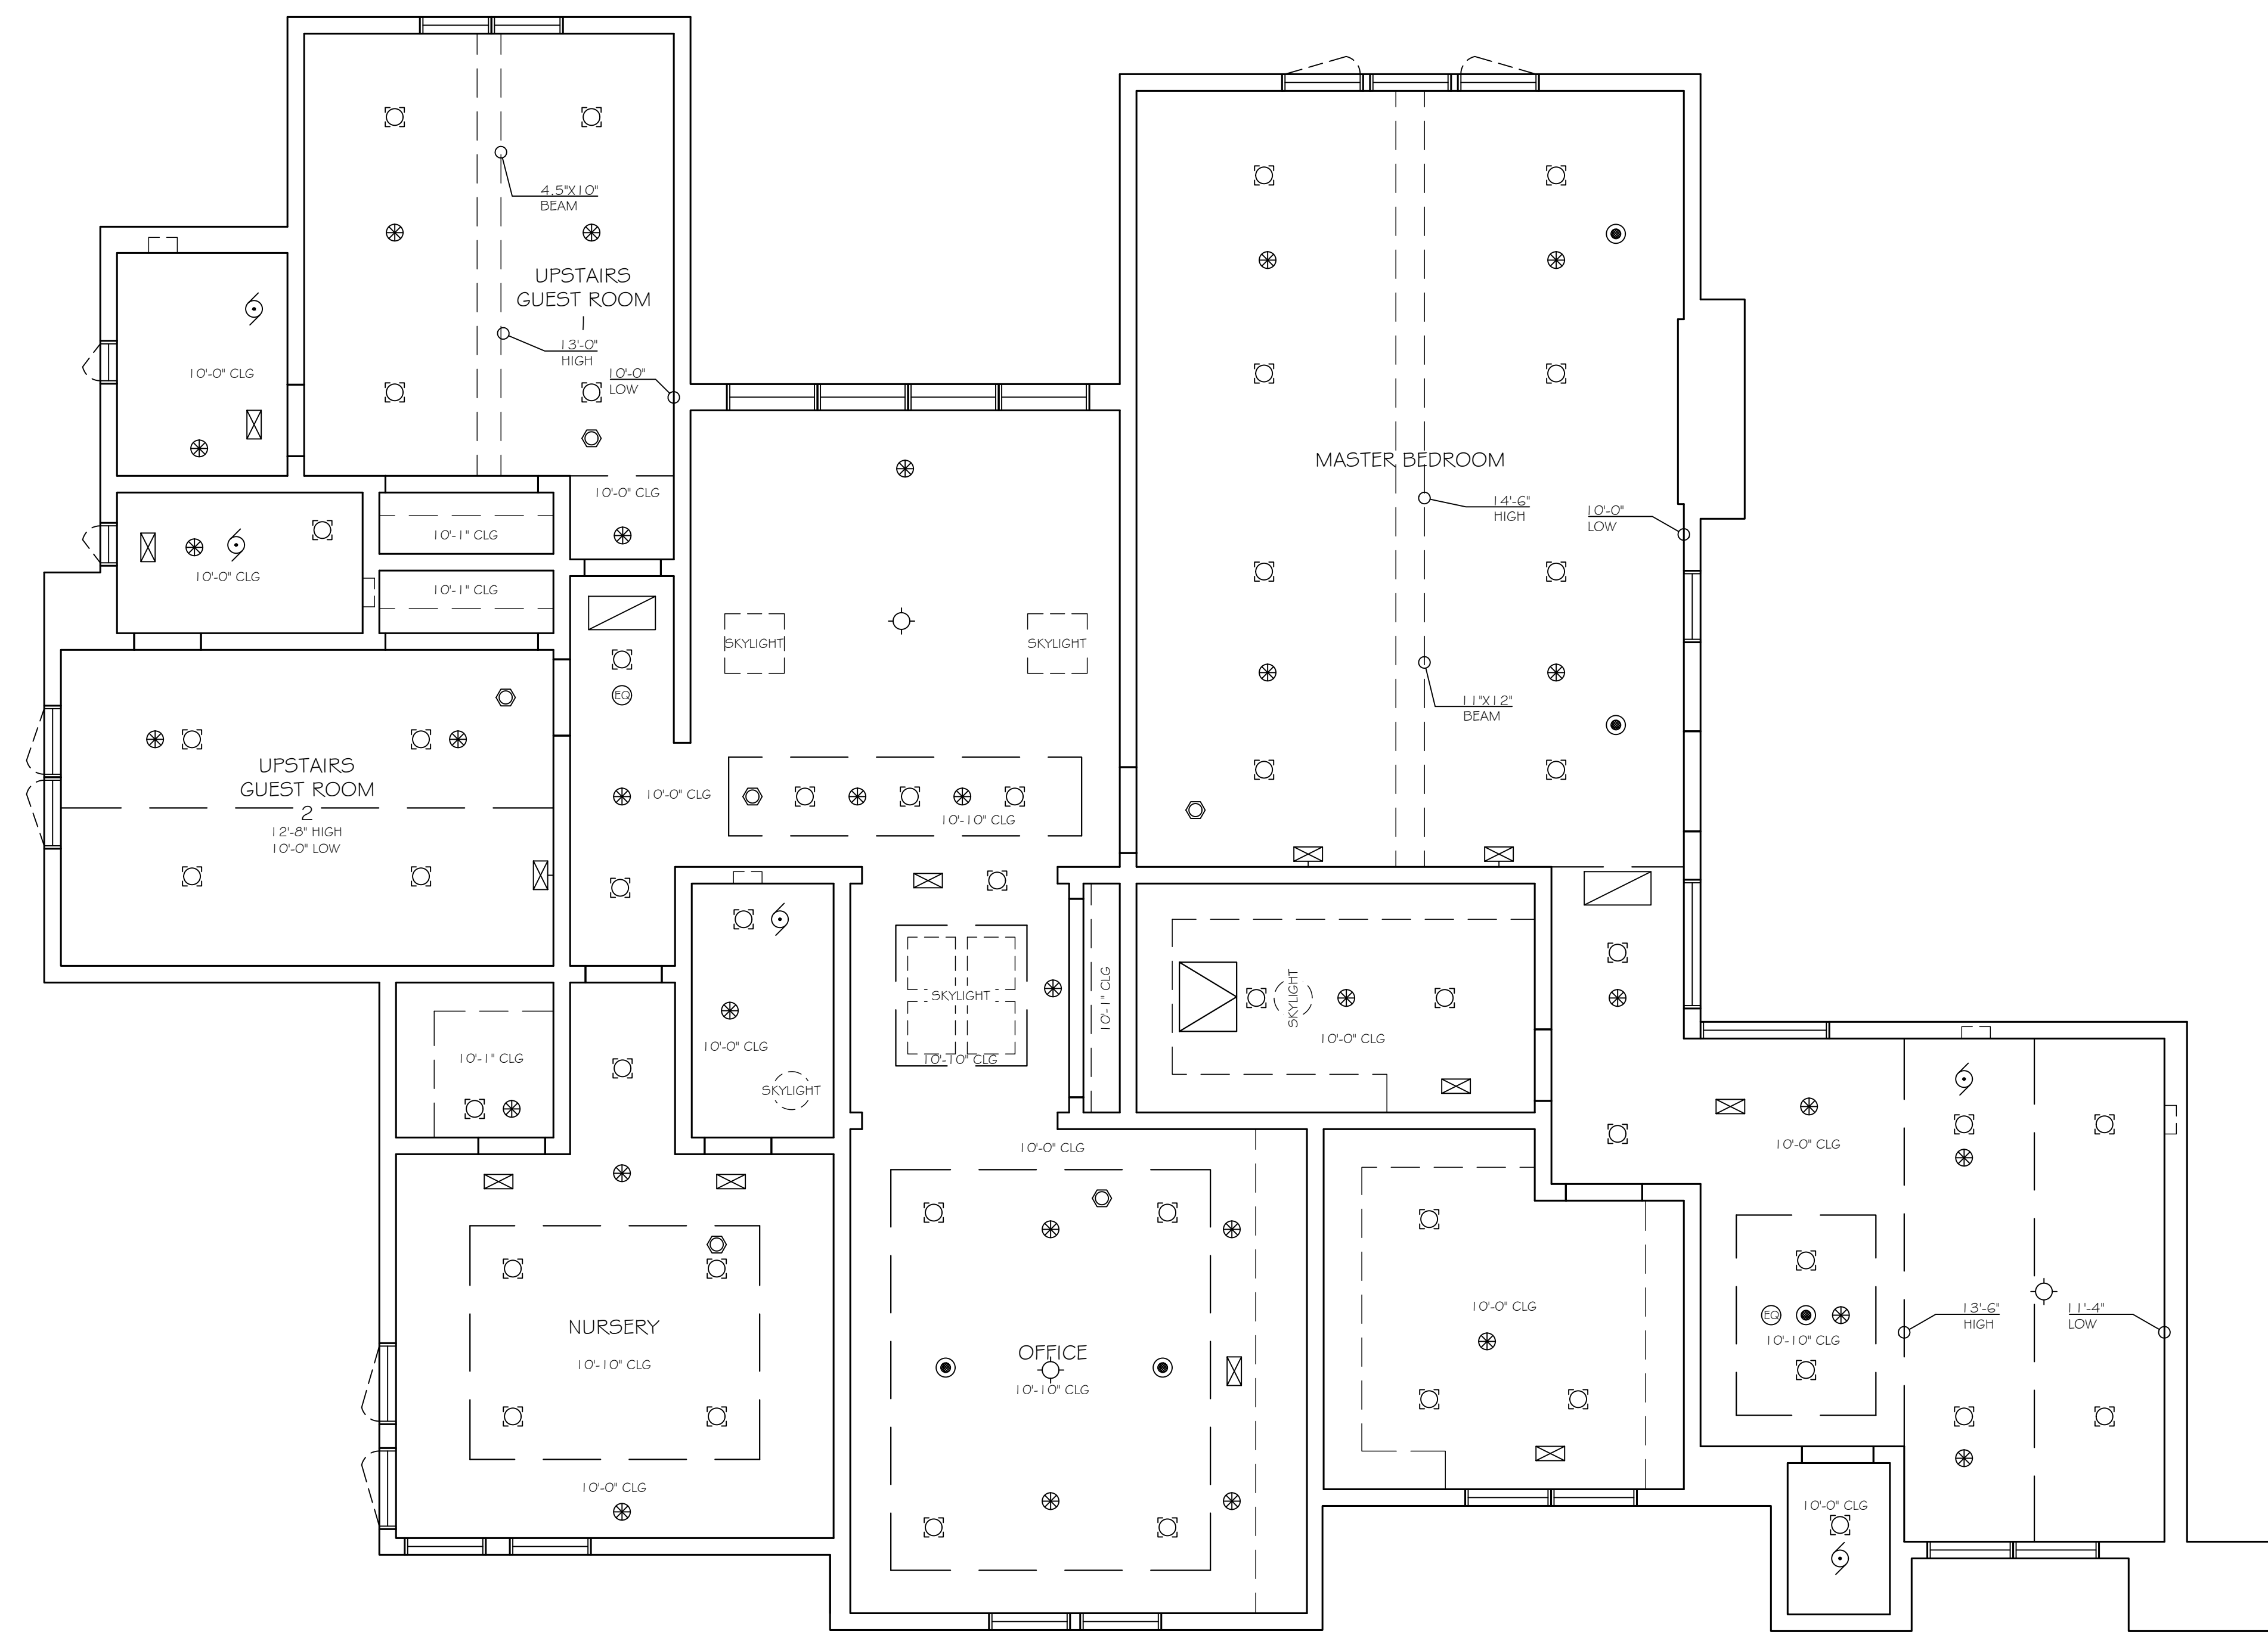 4.5"X10"
BEAM
UPSTAIRS
GUEST ROOM
1
13'-0"
HIGH
10'-0"
LOW
10'-0" CLG
10'-0" CLG
10'-1" CLG
10'-0" CLG
10'-1" CLG
MASTER BEDROOM
14'-6"
HIGH
10'-0"
LOW
11"X12"
BEAM
SKYLIGHT
SKYLIGHT
EQ
UPSTAIRS
GUEST ROOM
2
12'-8" HIGH
10'-0" LOW
10'-0" CLG
10'-10" CLG
SKYLIGHT
10'-10" CLG
10'-1" CLG
SKYLIGHT
10'-0" CLG
10'-1" CLG
10'-0" CLG
SKYLIGHT
10'-0" CLG
10'-0" CLG
NURSERY
10'-10" CLG
10'-0" CLG
OFFICE
10'-10" CLG
10'-0" CLG
EQ
10'-10" CLG
13'-6"
HIGH
11'-4"
LOW
10'-0" CLG